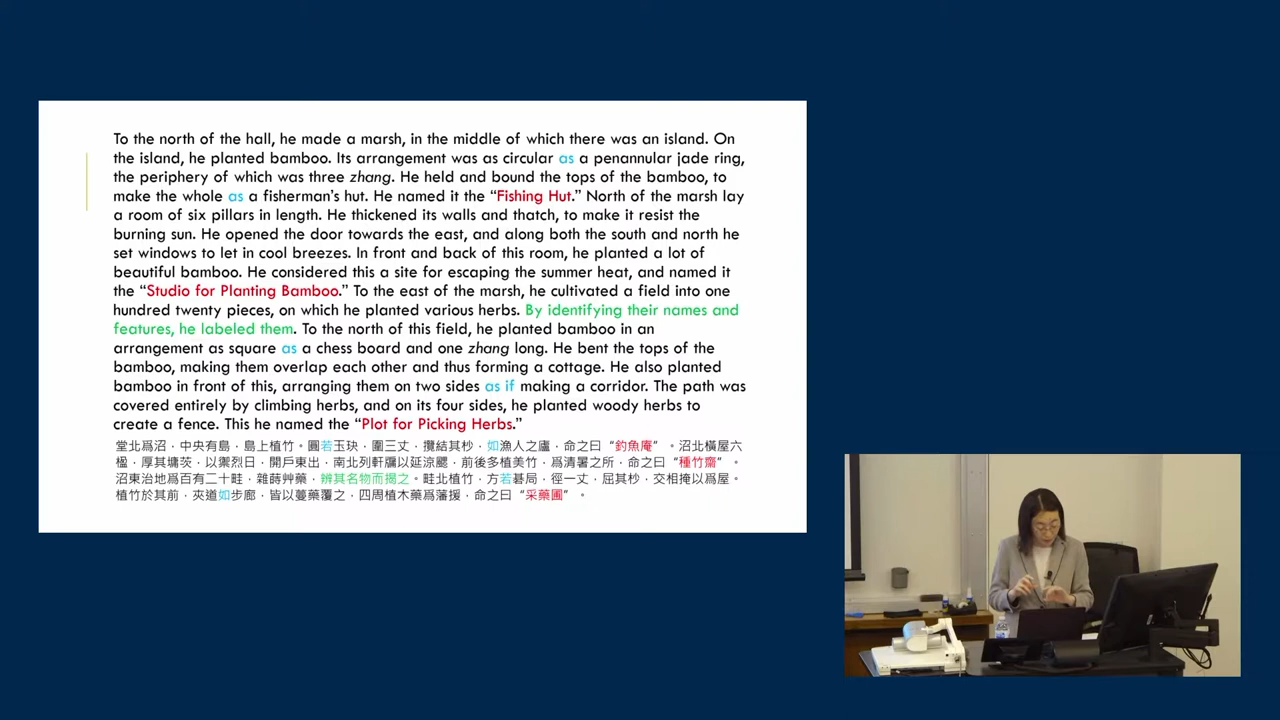 To the north of the hall, he made a marsh, in the middle of which there was an island. On
the island, he planted bamboo. Its arrangement was as circular as a penannular jade ring,
the periphery of which was three zhang. He held and bound the tops of the bamboo, to
make the whole as a fisherman's hut. He named it the “Fishing Hut.” North of the marsh lay
a room of six pillars in length. He thickened its walls and thatch, to make it resist the
burning sun. He opened the door towards the east, and along both the south and north he
set windows to let in cool breezes. In front and back of this room, he planted a lot of
beautiful bamboo. He considered this a site for escaping the summer heat, and named it
the “Studio for Planting Bamboo.” To the east of the marsh, he cultivated a field into one
hundred twenty pieces, on which he planted various herbs. By identifying their names and
features, he labeled them. To the north of this field, he planted bamboo in an
arrangement as square as a chess board and one zhang long. He bent the tops of the
bamboo, making them overlap each other and thus forming a cottage. He also planted
bamboo in front of this, arranging them on two sides as if making a corridor. The path was
covered entirely by climbing herbs, and on its four sides, he planted woody herbs to
create a fence. This he named the “Plot for Picking Herbs.”
堂北爲沼，中央有島，島上植竹。圓若玉玦，圍三丈，攬結其杪，如漁人之廬，命之曰“釣魚庵”。沼北橫屋六
楹，厚其墉茨，以禦烈日，開戶東出，南北列軒牖以延涼颸，前後多植美竹，爲清暑之所，命之曰“種竹齋”。
沼東治地爲百有二十畦，雜蒔艸藥，辨其名物而揭之。畦北植竹，方若碁局，徑一丈，屈其杪，交相掩以爲屋。
植竹於其前，夾道如步廊，皆以蔓藥覆之，四周植木藥爲藩援，命之曰“采藥圃”。